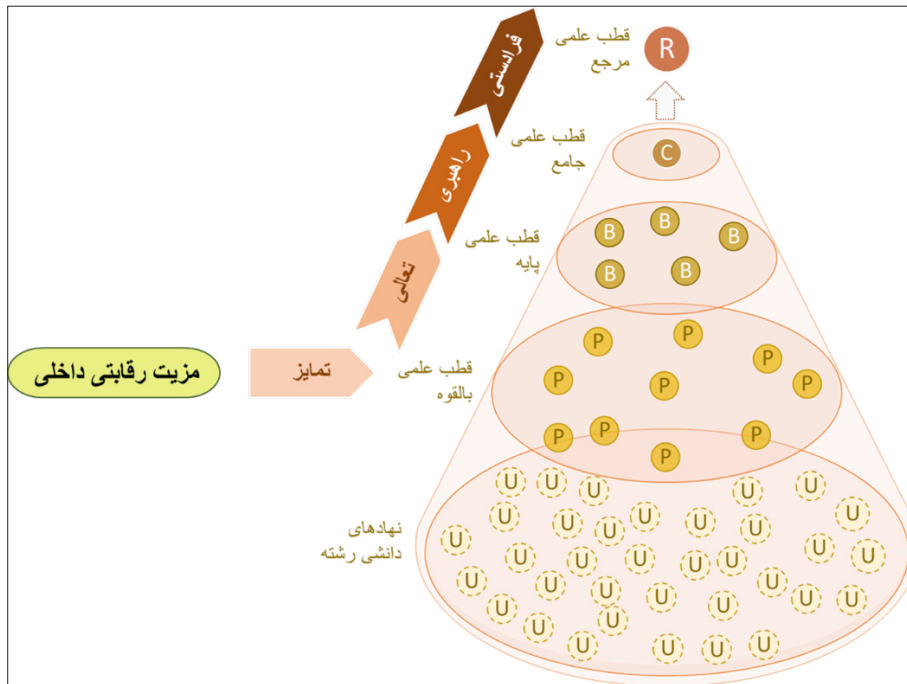 قطب علمی
مرجع
R
فرادستی
قطب علمی
جامع
C
راهبری
قطب علمی
پایه
B B B
B B
تعالی
مزیت رقابتی داخلی
تمایز
قطب علمی
بالقوه
P P
P
P P P
P P P
P
نهادهای
دانشی رشته
U U U U U
U U U U U U U
U U U U U U U U
U U U U U U U
U U U U
U U U U